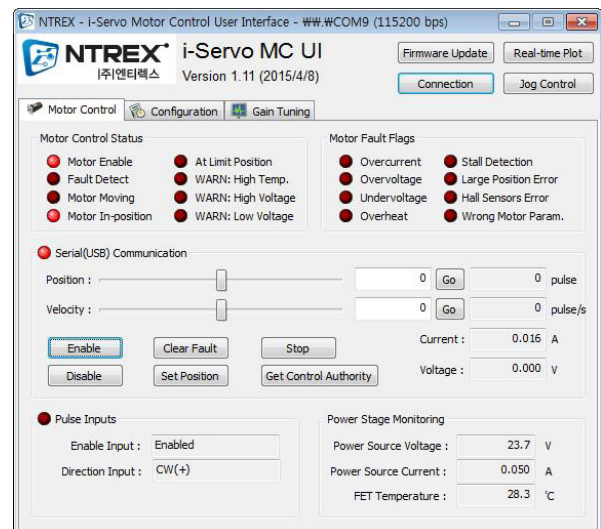 NTREX - i-Servo Motor Control User Interface - ₩₩.₩COM9 (115200 bps)
NTREX
|주|엔티렉스
i-Servo MC UI
Version 1.11 (2015/4/8)
Firmware Update
Real-time Plot
Connection
Jog Control
Motor Control
Configuration
Gain Tuning
Motor Control Status
Motor Enable
At Limit Position
Fault Detect
WARN: High Temp.
Motor Moving
WARN: High Voltage
Motor In-position
WARN: Low Voltage
Motor Fault Flags
Overcurrent
Stall Detection
Overvoltage
Large Position Error
Undervoltage
Hall Sensors Error
Overheat
Wrong Motor Param.
Serial(USB) Communication
Position : 0 Go 0 pulse
Velocity : 0 Go 0 pulse/s
Enable
Clear Fault
Stop
Current : 0.016 A
Disable
Set Position
Get Control Authority
Voltage : 0.000 V
Pulse Inputs
Enable Input : Enabled
Direction Input : CW(+)
Power Stage Monitoring
Power Source Voltage : 23.7 V
Power Source Current : 0.050 A
FET Temperature : 28.3 'C